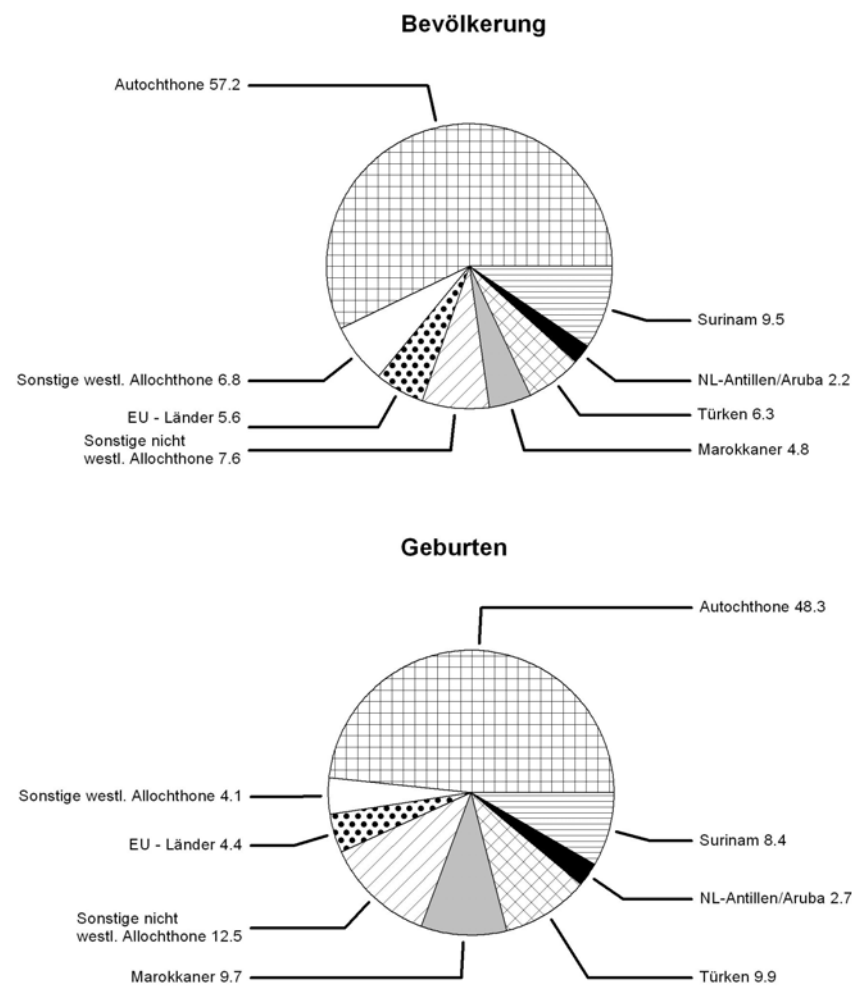 Bevölkerung
Autochthone 57.2
Surinam 9.5
Sonstige westl. Allochthone 6.8
NL-Antillen/Aruba 2.2
EU - Länder 5.6
Türken 6.3
Sonstige nicht
westl. Allochthone 7.6
Marokkaner 4.8
Geburten
Autochthone 48.3
Sonstige westl. Allochthone 4.1
EU - Länder 4.4
Surinam 8.4
NL-Antillen/Aruba 2.7
Sonstige nicht
westl. Allochthone 12.5
Marokkaner 9.7
Türken 9.9